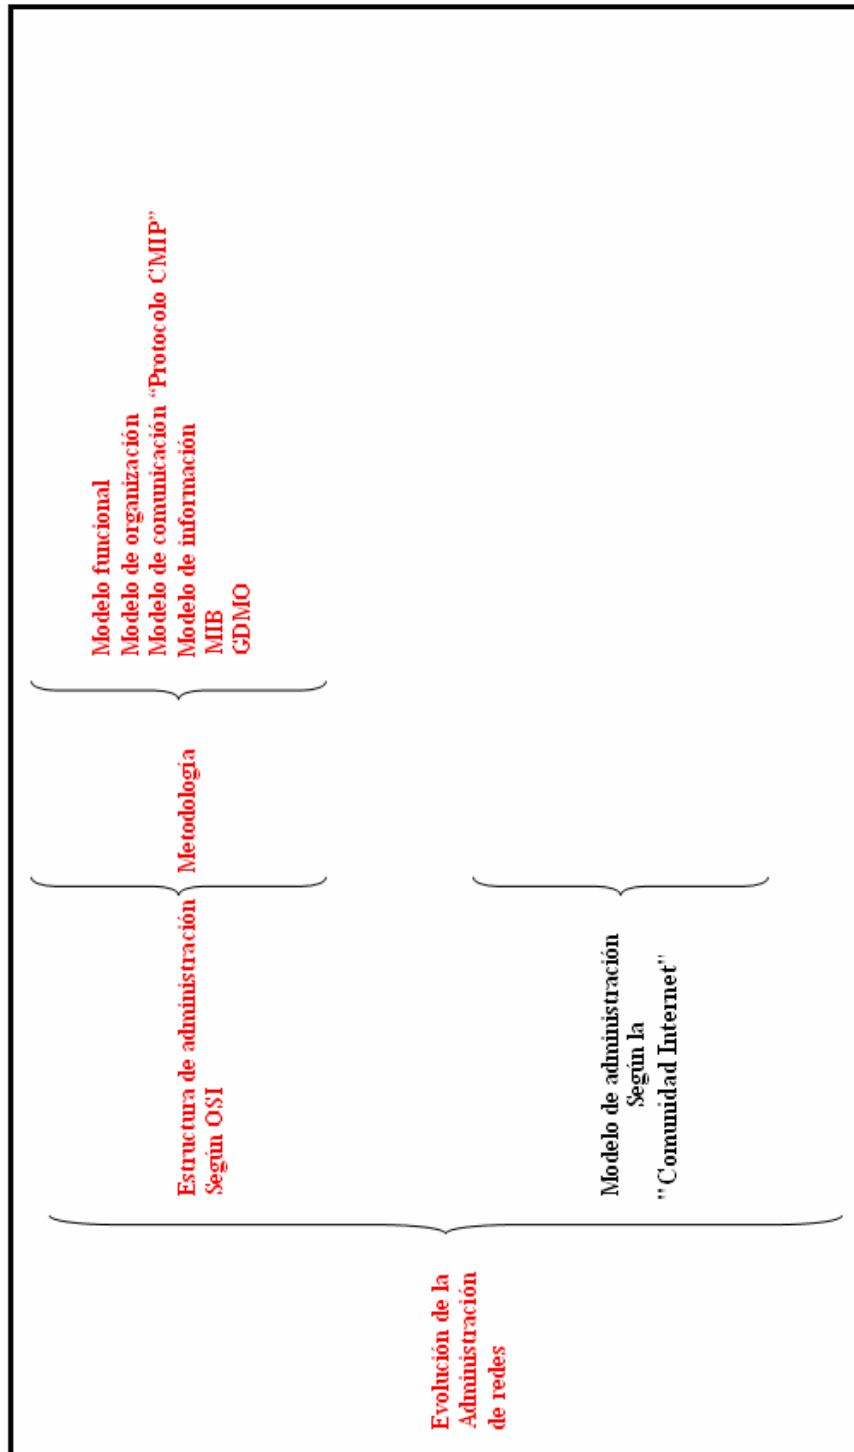 Evolución de la
Administración
de redes
Estructura de administración
Según OSI
Metodología
Modelo funcional
Modelo de organización
Modelo de comunicación “Protocolo CMIP”
Modelo de información
MIB
GDMO
Modelo de administración
Según la
"Comunidad Internet"